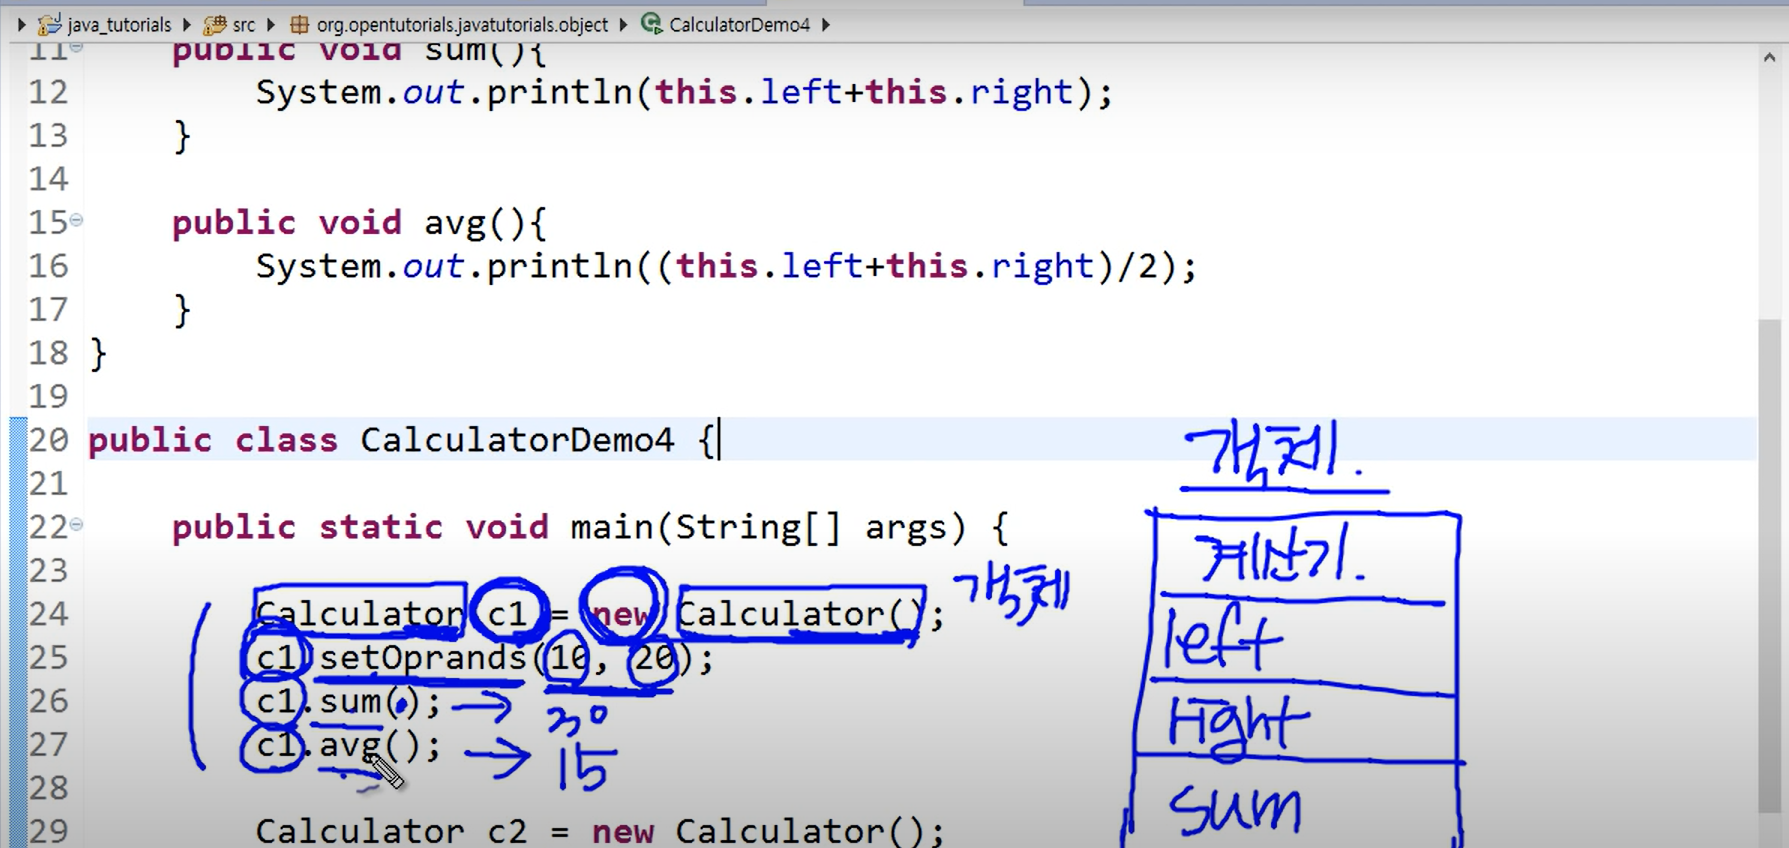 java_tutorials src org.opentutorials.javatutorials.object CalculatorDemo4
11 public void sum(){
12 System.out.println(this.left+this.right);
13 }
14
15 public void avg(){
16 System.out.println((this.left+this.right)/2);
17 }
18 }
19
20 public class CalculatorDemo4 {
21
22 public static void main(String[] args) {
23
24 Calculator c1 = new Calculator(); 객체
25 c1.setOprands(10, 20);
26 c1.sum(); → 30
27 c1.avg(); → 15
28
29 Calculator c2 = new Calculator();
객체.
계산기.
left
right
sum